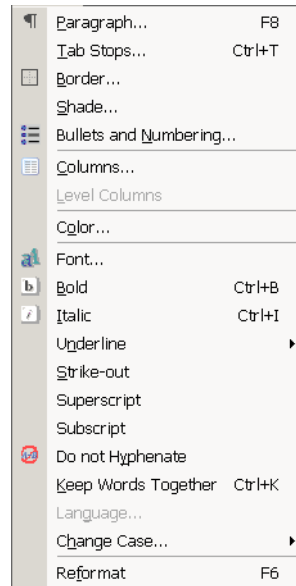 ¶ Paragraph... F8
Tab Stops... Ctrl+T
Border...
Shade...
Bullets and Numbering...
Columns...
Level Columns
Color...
a Font...
b Bold Ctrl+B
i Italic Ctrl+I
Underline
Strike-out
Superscript
Subscript
Do not Hyphenate
Keep Words Together Ctrl+K
Language...
Change Case...
Reformat F6